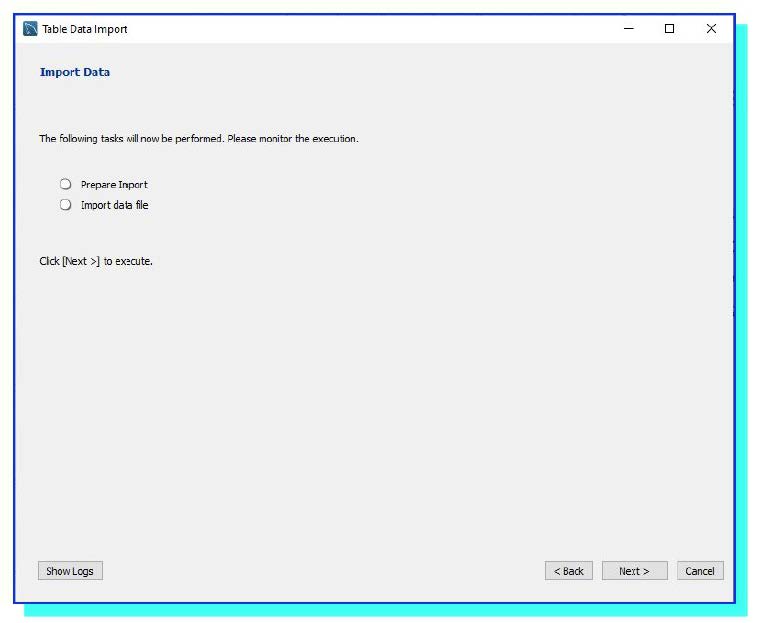 Table Data Import
Import Data
The following tasks will now be performed. Please monitor the execution.
Prepare Import
Import data file
Click [Next >] to execute.
Show Logs
< Back
Next >
Cancel